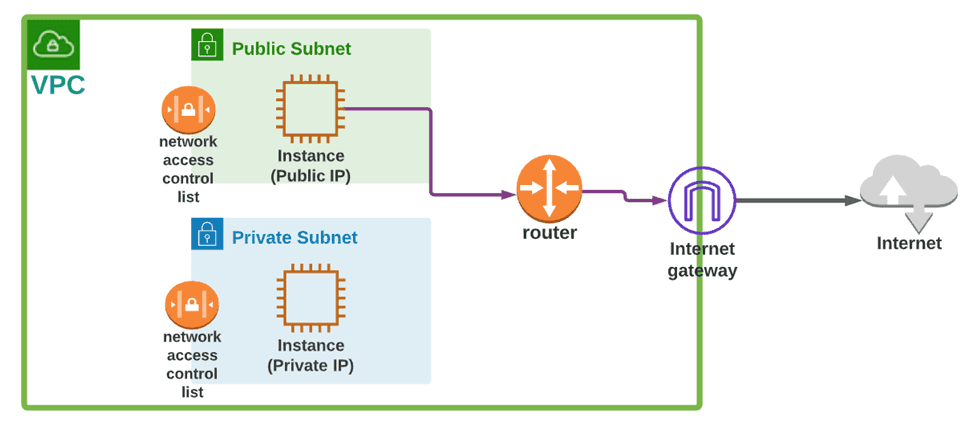 VPC
Public Subnet
network
access
control
list
Instance
(Public IP)
router
Internet
gateway
Internet
Private Subnet
network
access
control
list
Instance
(Private IP)